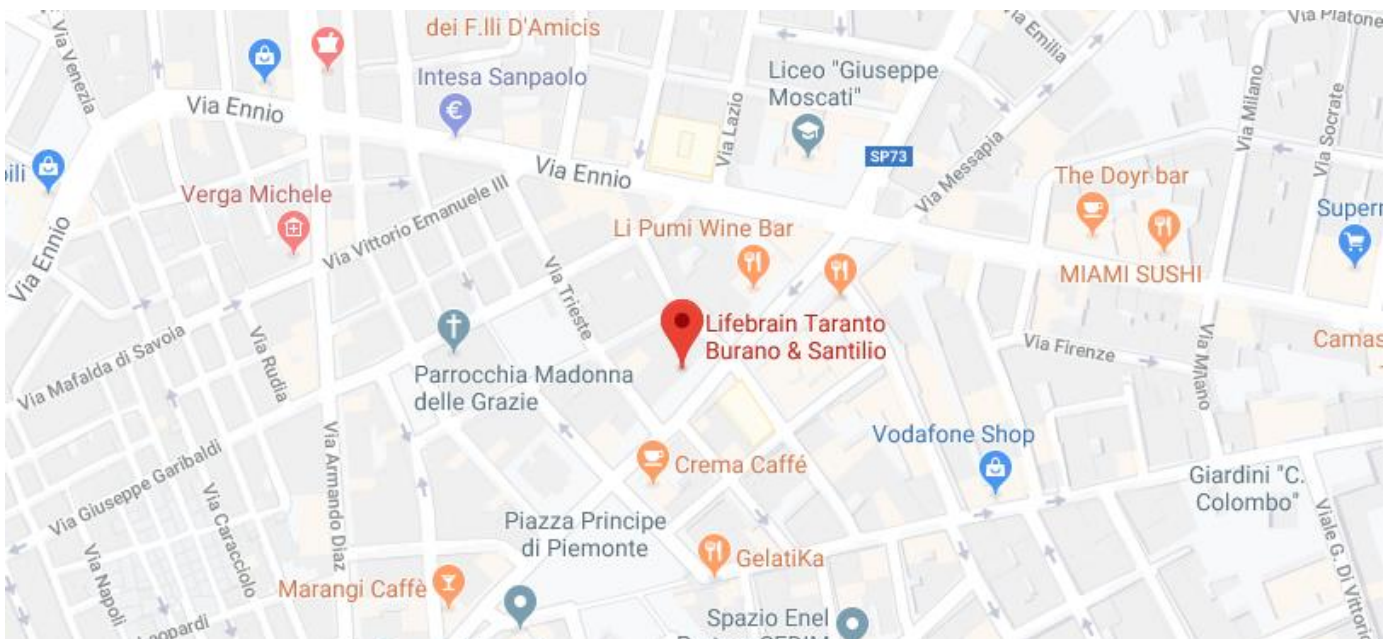 dei F.lli D'Amicis
Via Emilia
Via Platone
Via Venezia
Intesa Sanpaolo
Liceo "Giuseppe
Moscati"
Via Ennio
Via Lazio
Via Milano
Via Socrate
SP73
Via Ennio
Via Messapia
The Doyr bar
Verga Michele
Via Vittorio Emanuele III
Li Pumi Wine Bar
Via Ennio
Via Trieste
MIAMI SUSHI
Lifebrain Taranto
Burano & Santilio
Via Mafalda di Savoia
Via Rudia
Via Firenze
Via Milano
Parrocchia Madonna
delle Grazie
Via Giuseppe Garibaldi
Via Armando Diaz
Vodafone Shop
Crema Caffé
Giardini "C.
Colombo"
Via Caracciolo
Piazza Principe
di Piemonte
Via Napoli
Marangi Caffè
GelatiKa
Viale G. Di Vittorio
Spazio Enel